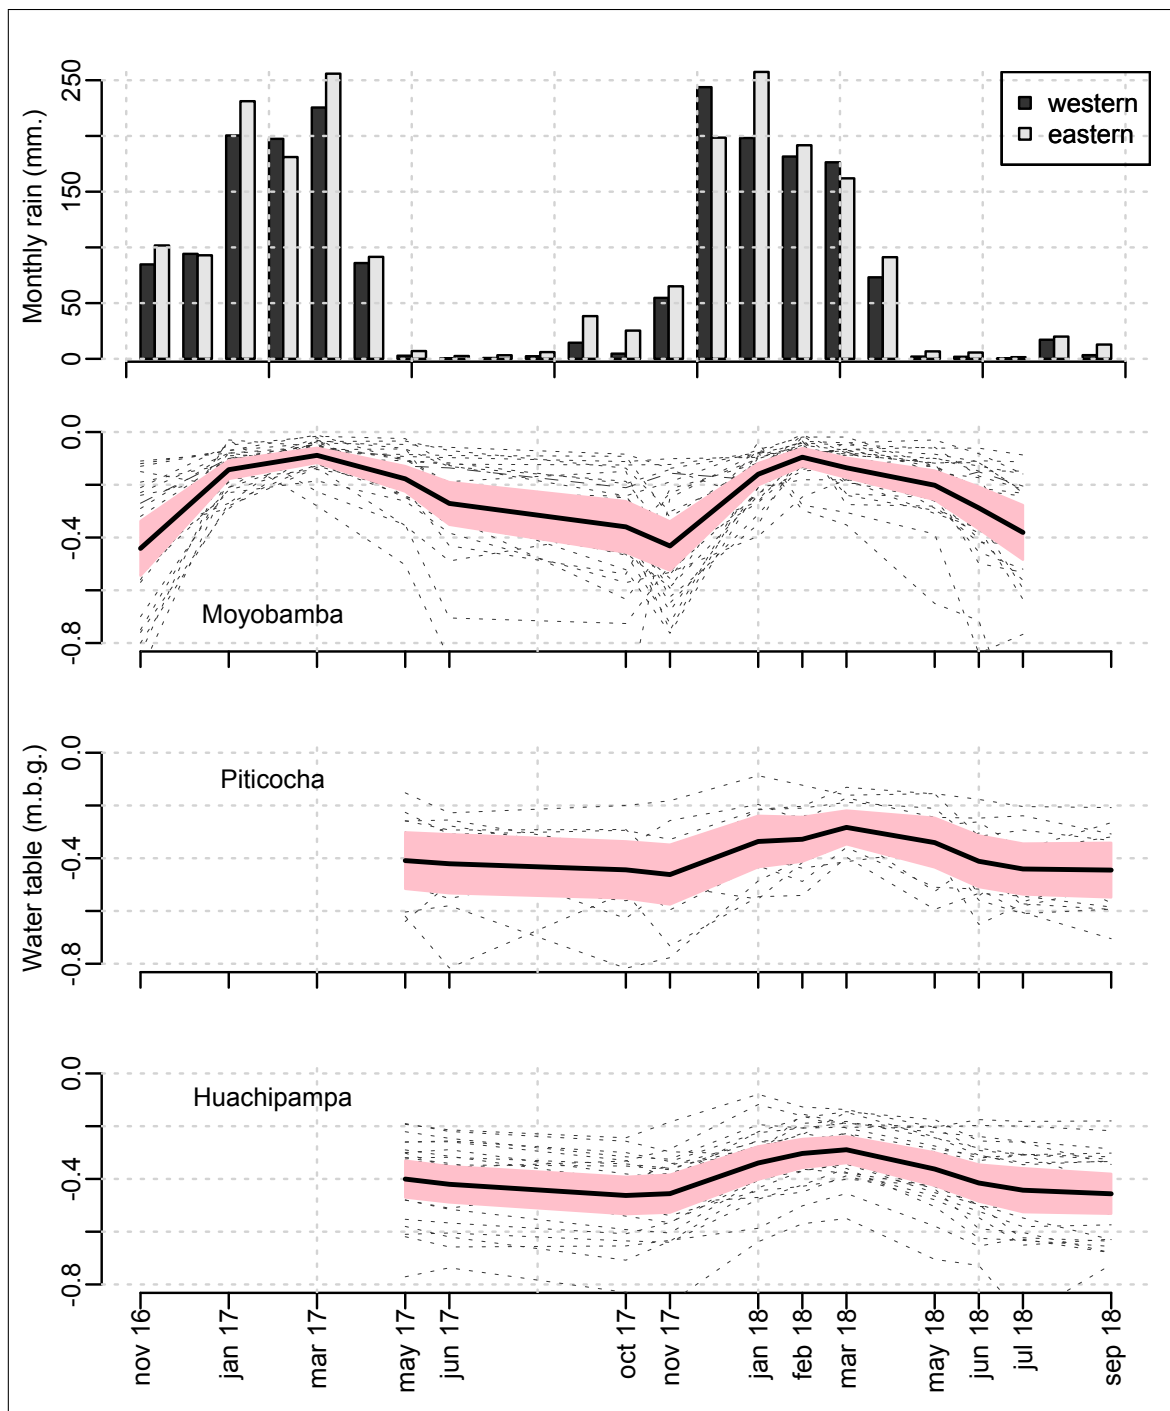 Monthly rain (mm.)
250
150
50
0
western
eastern
0.0
-0.4
-0.8
Moyobamba
Water table (m.b.g.)
0.0
-0.4
-0.8
Piticocha
0.0
-0.4
-0.8
Huachipampa
nov 16
jan 17
mar 17
may 17
jun 17
oct 17
nov 17
jan 18
feb 18
mar 18
may 18
jun 18
jul 18
sep 18